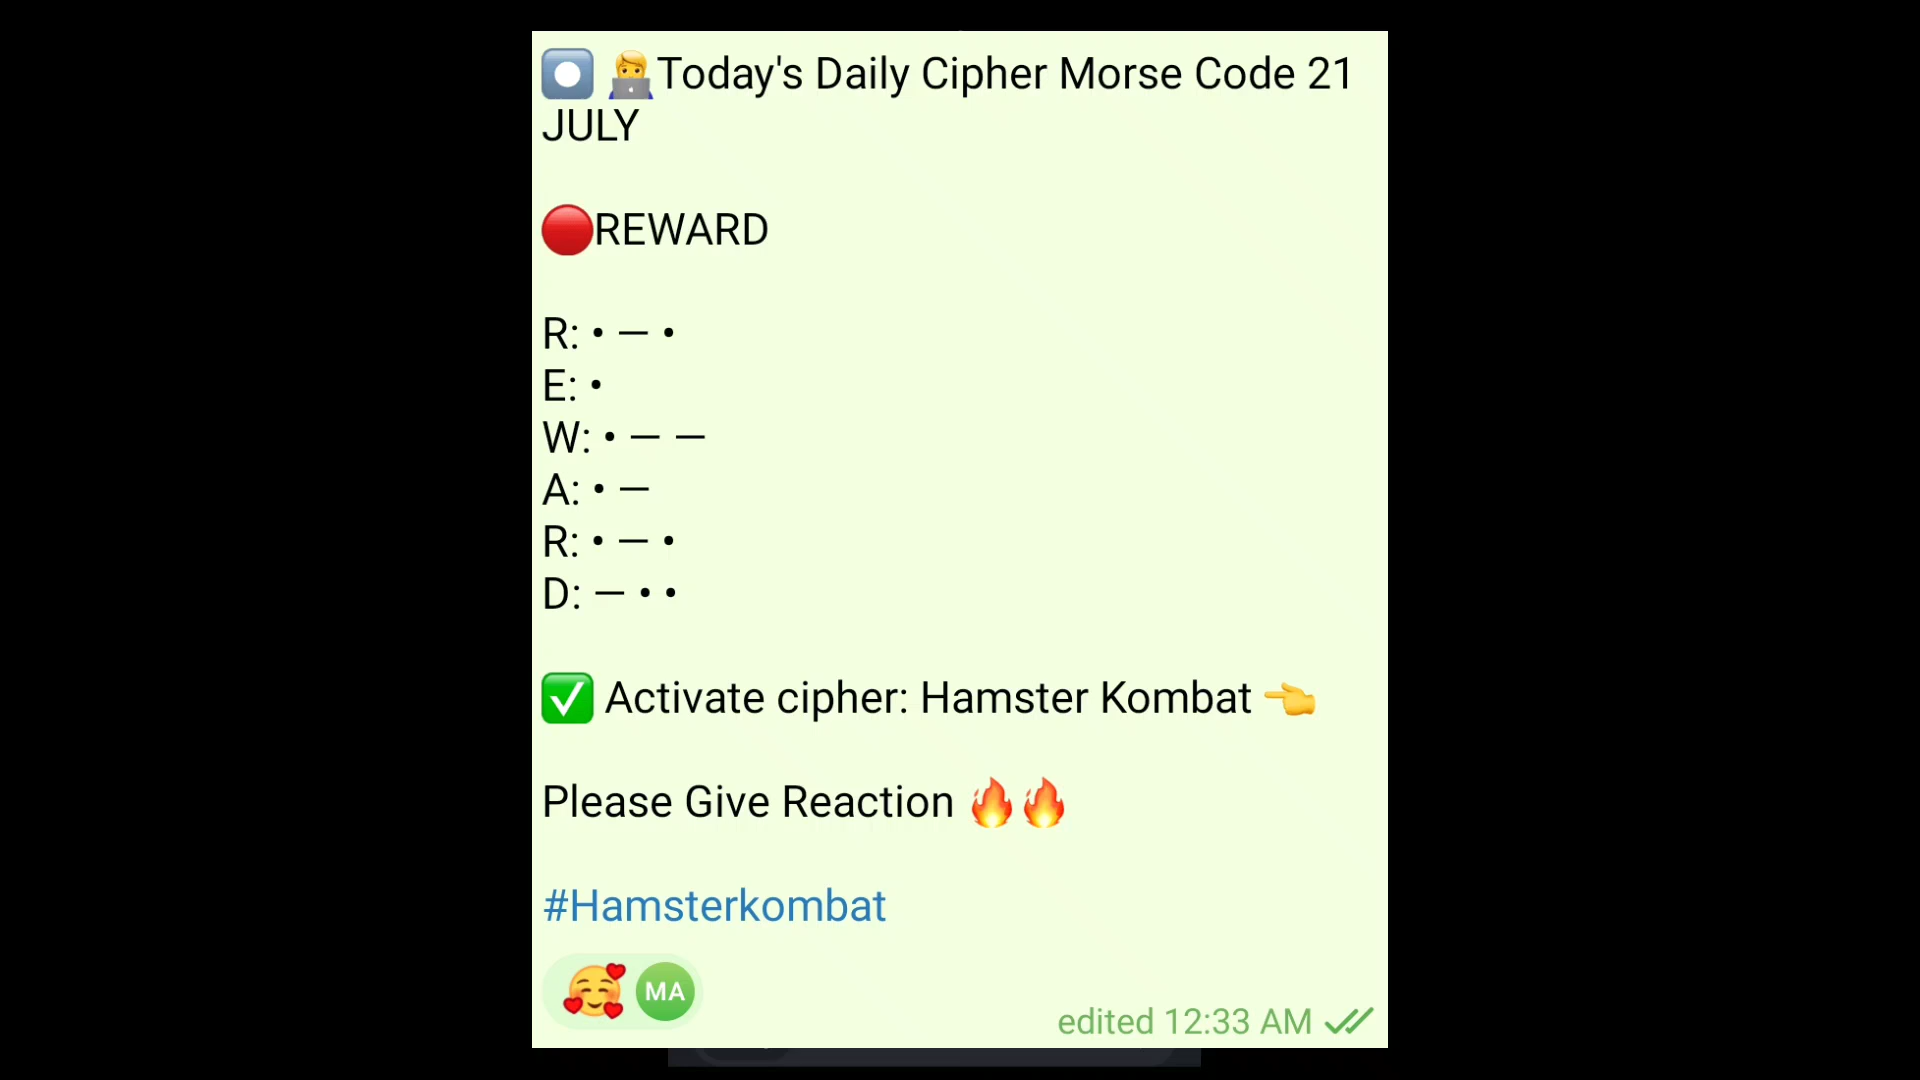 Today's Daily Cipher Morse Code 21
JULY
REWARD
R: • — •
E: •
W: • — —
A: • —
R: • — •
D: — • •
Activate cipher: Hamster Kombat
Please Give Reaction
#Hamsterkombat
MA
edited 12:33 AM